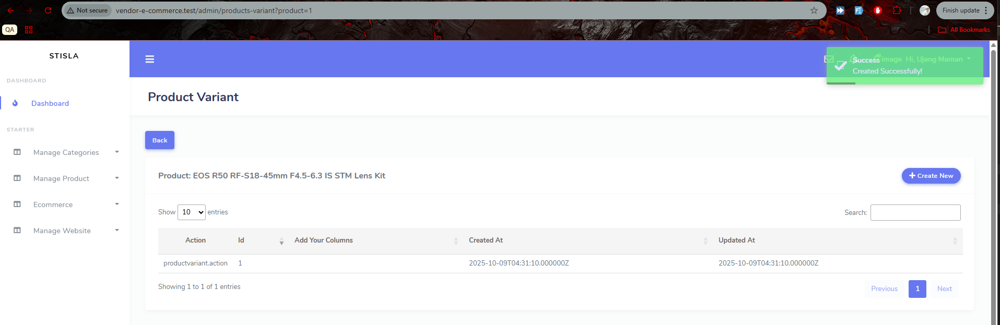 Not secure vendor-e-commerce.test/admin/products-variant?product=1 Finish update
QA All Bookmarks
STISLA
image Hi, Ujang Maman
Success
Created Successfully!
DASHBOARD
Dashboard
STARTER
Manage Categories
Manage Product
Ecommerce
Manage Website
Product Variant
Back
Product: EOS R50 RF-S18-45mm F4.5-6.3 IS STM Lens Kit
Create New
Show 10 entries Search:
Action Id Add Your Columns Created At Updated At
productvariant.action 1 2025-10-09T04:31:10.000000Z 2025-10-09T04:31:10.000000Z
Showing 1 to 1 of 1 entries
Previous 1 Next